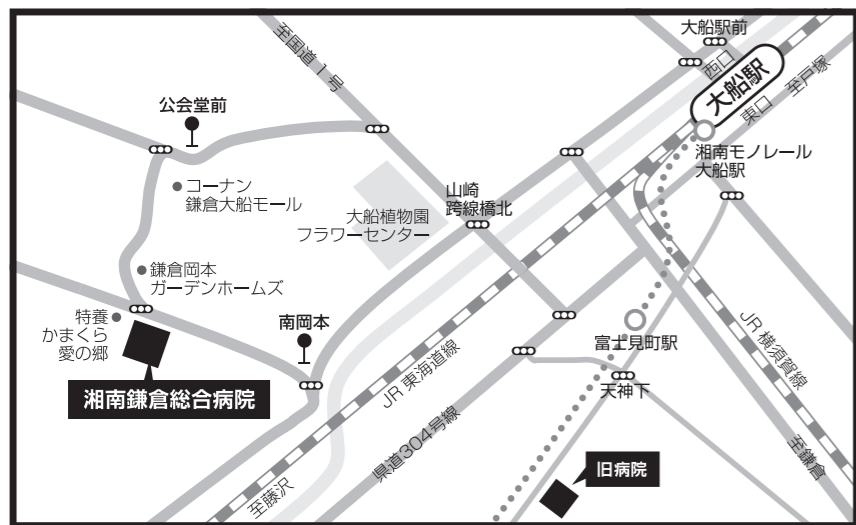 大船駅前
至国道1号
西口
大船駅
東口
至戸塚
公会堂前
湘南モノレール
大船駅
コーナン
鎌倉大船モール
山崎
跨線橋北
大船植物園
フラワーセンター
鎌倉岡本
ガーデンホームズ
特養
かまくら
愛の郷
南岡本
富士見町駅
JR 横須賀線
JR 東海道線
湘南鎌倉総合病院
天神下
県道304号線
至鎌倉
旧病院
至藤沢